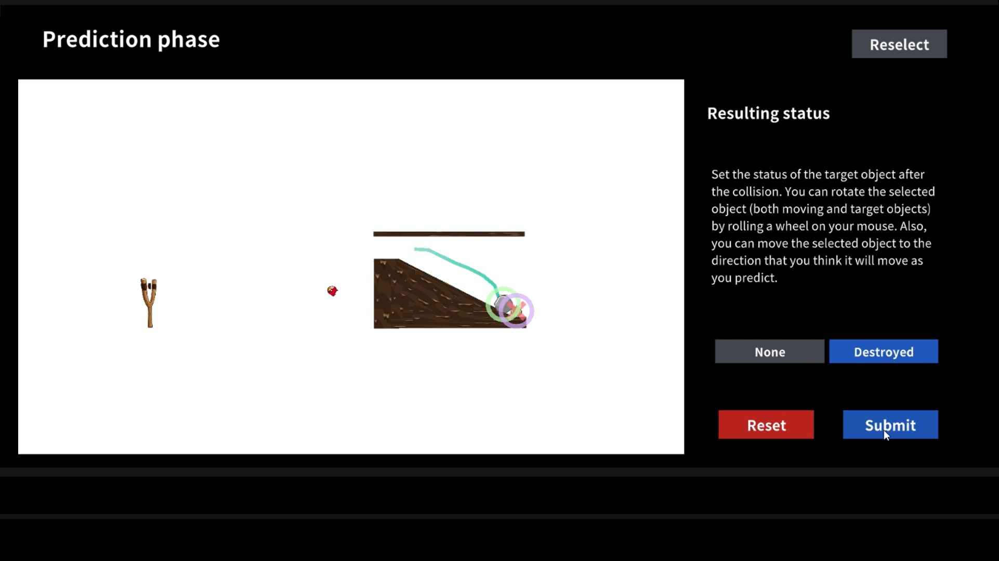 Prediction phase
Reselect
Resulting status
Set the status of the target object after
the collision. You can rotate the selected
object (both moving and target objects)
by rolling a wheel on your mouse. Also,
you can move the selected object to the
direction that you think it will move as
you predict.
None
Destroyed
Reset
Submit